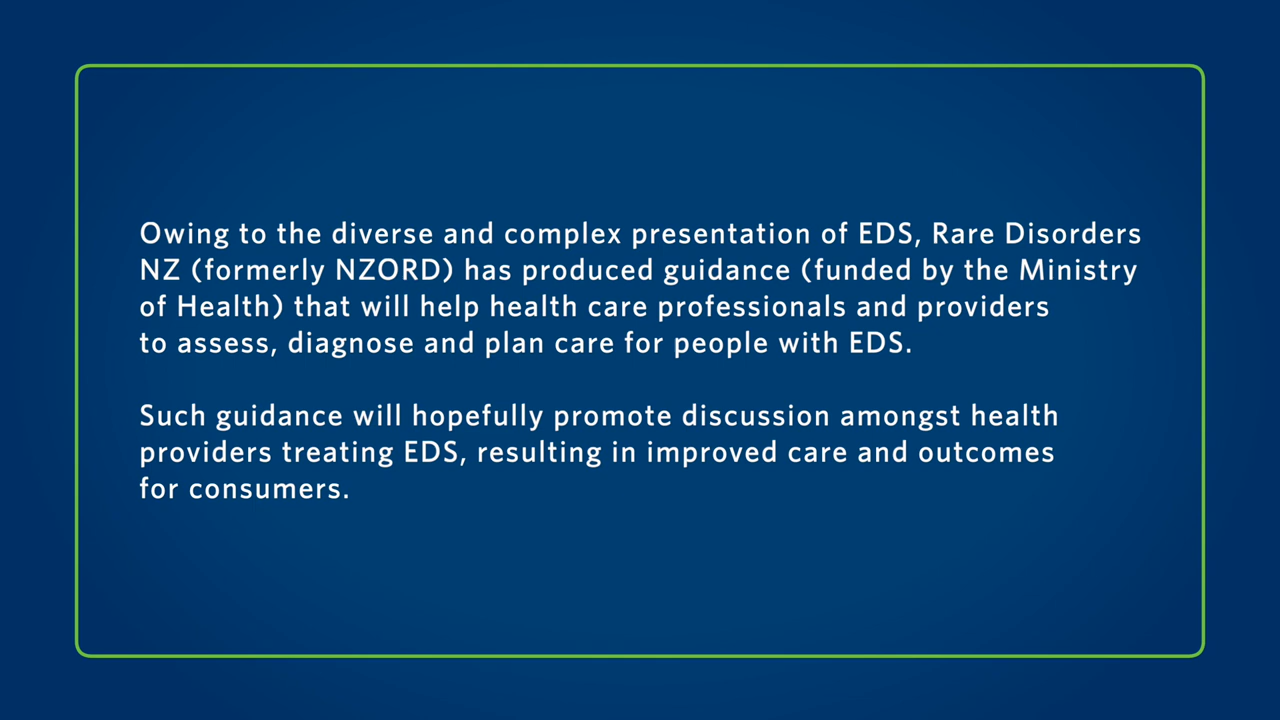 Owing to the diverse and complex presentation of EDS, Rare Disorders
NZ (formerly NZORD) has produced guidance (funded by the Ministry
of Health) that will help health care professionals and providers
to assess, diagnose and plan care for people with EDS.
Such guidance will hopefully promote discussion amongst health
providers treating EDS, resulting in improved care and outcomes
for consumers.